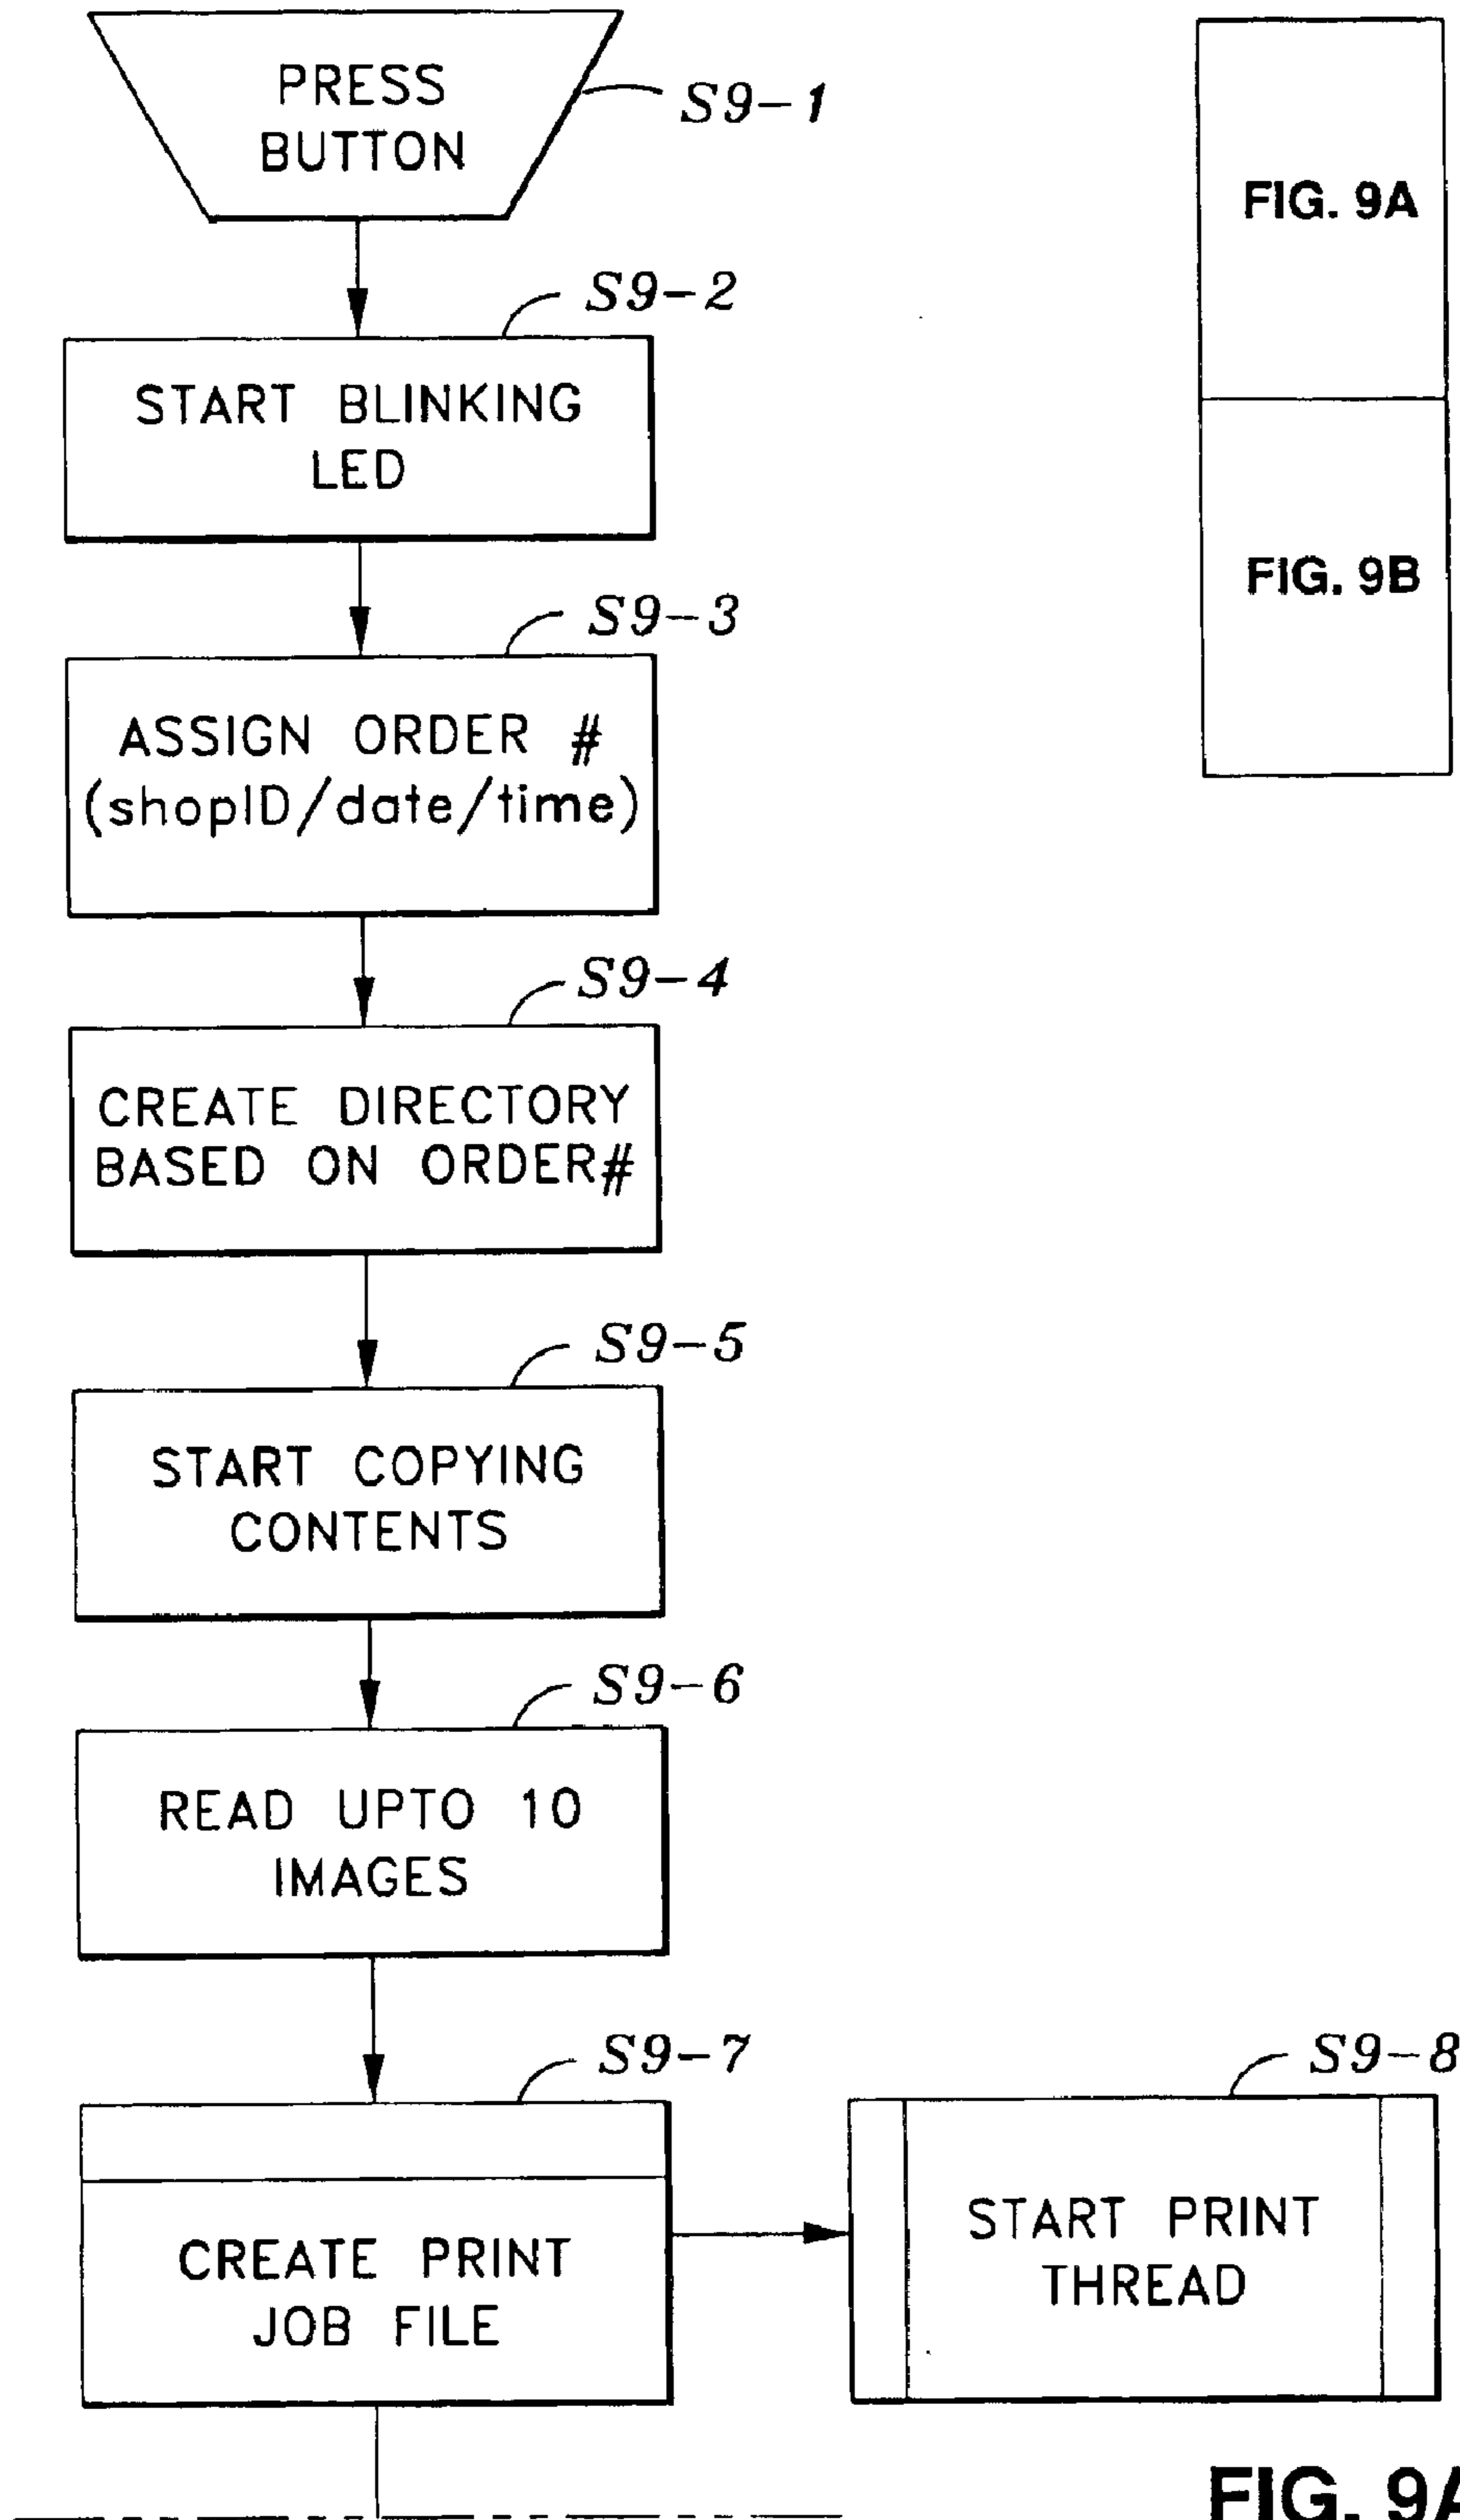 PRESS
BUTTON
S9-1
FIG. 9A
FIG. 9B
S9-2
START BLINKING
LED
S9-3
ASSIGN ORDER #
(shopID/date/time)
S9-4
CREATE DIRECTORY
BASED ON ORDER#
S9-5
START COPYING
CONTENTS
S9-6
READ UPTO 10
IMAGES
S9-7
CREATE PRINT
JOB FILE
S9-8
START PRINT
THREAD
FIG. 9A